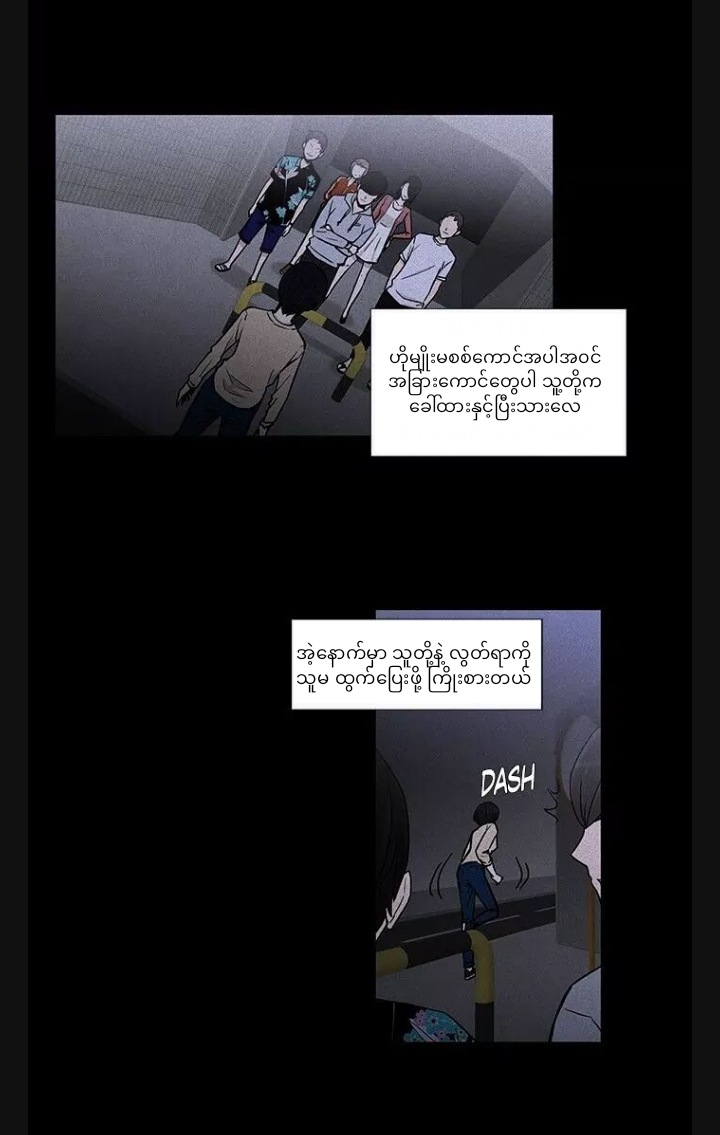 ဟိုမျိုးမစစ်ကောင်အပါအဝင်
အခြားကောင်တွေပါ သူတို့က
ခေါ်ထားနှင့်ပြီးသားလေ
အဲ့နောက်မှာ သူတို့နဲ့ လွတ်ရာကို
သူမ ထွက်ပြေးဖို့ ကြိုးစားတယ်
DASH